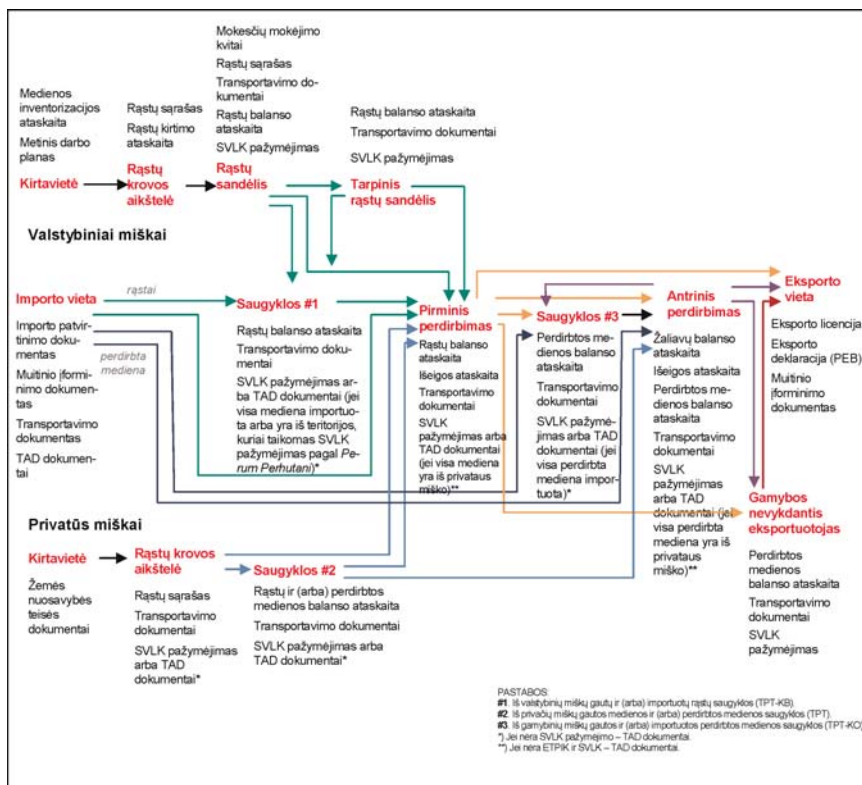 Mokesčių mokėjimo
kvitai
Rąstų sąrašas
Transportavimo do-
kumentai
Rąstų balanso
ataskaita
SVLK pažymėjimas
Medienos
inventorizacijos
ataskaita
Metinis darbo
planas
Rąstų sąrašas
Rąstų kirtimo
ataskaita
Rąstų balanso ataskaita
Transportavimo dokumentai
SVLK pažymėjimas
Kirtavietė
Rąstų
krovos
aikštelė
Rąstų
sandėlis
Tarpinis
rąstų sandėlis
Valstybiniai miškai
Importo vieta
rąstai
Importo patvir-
tinimo doku-
mentas
Muitinio įformi-
nimo dokumen-
tas
Transportavimo
dokumentas
TAD dokumen-
tai
perdirbta
mediena
Saugyklos #1
Rąstų balanso ataskaita
Transportavimo doku-
mentai
SVLK pažymėjimas ar-
ba TAD dokumentai (jei
visa mediena importuo-
ta arba yra iš teritorijos,
kuriai taikomas SVLK
pažymėjimas pagal Pe-
rum Perhutani)*
Pirminis
perdirbimas
Rąstų balanso
ataskaita
Išeigos ataskaita
Transportavimo
dokumentai
SVLK
pažymėjimas arba
TAD dokumentai
(jei visa mediena
yra iš privataus
miško)**
Saugyklos #3
Perdirbtos me-
dienos balanso
ataskaita
Transportavimo
dokumentai
SVLK pažymė-
jimas arba TAD
dokumentai (jei
visa perdirbta
mediena impor-
tuota)*
Antrinis
perdirbimas
Žaliavų balanso
ataskaita
Išeigos ataskaita
Perdirbtos me-
dienos balanso
ataskaita
Transportavimo
dokumentai
SVLK
pažymėjimas
arba TAD
dokumentai (jei
visa perdirbta
mediena yra iš
privataus
miško)**
Eksporto
vieta
Eksporto licencija
Eksporto
deklaracija (PEB)
Muitinio
įforminimo
dokumentas
Gamybos
nevykdantis
eksportuotojas
Perdirbtos
medienos
balanso ataskaita
Transportavimo
dokumentai
SVLK
pažymėjimas
Privatūs miškai
Kirtavietė
Žemės
nuosavybės
teisės
dokumentai
Rąstų krovos
aikštelė
Rąstų sąrašas
Transportavimo
dokumentai
SVLK pažymėjimas
arba TAD
dokumentai*
Saugyklos #2
Rąstų ir (arba) perdirbtos
medienos balanso ataskaita
Transportavimo dokumentai
SVLK pažymėjimas arba
TAD dokumentai*
PASTABOS:
#1. Iš valstybinių miškų gautų ir (arba) importuotų rąstų saugyklos (TPT-KB).
#2. Iš privačių miškų gautos medienos ir (arba) perdirbtos medienos saugyklos (TPT).
#3. Iš gamybinių miškų gautos ir (arba) importuotos perdirbtos medienos saugyklos (TPT-KO)
*) Jei nėra SVLK pažymėjimo – TAD dokumentai.
**) Jei nėra ETPIK ir SVLK – TAD dokumentai.